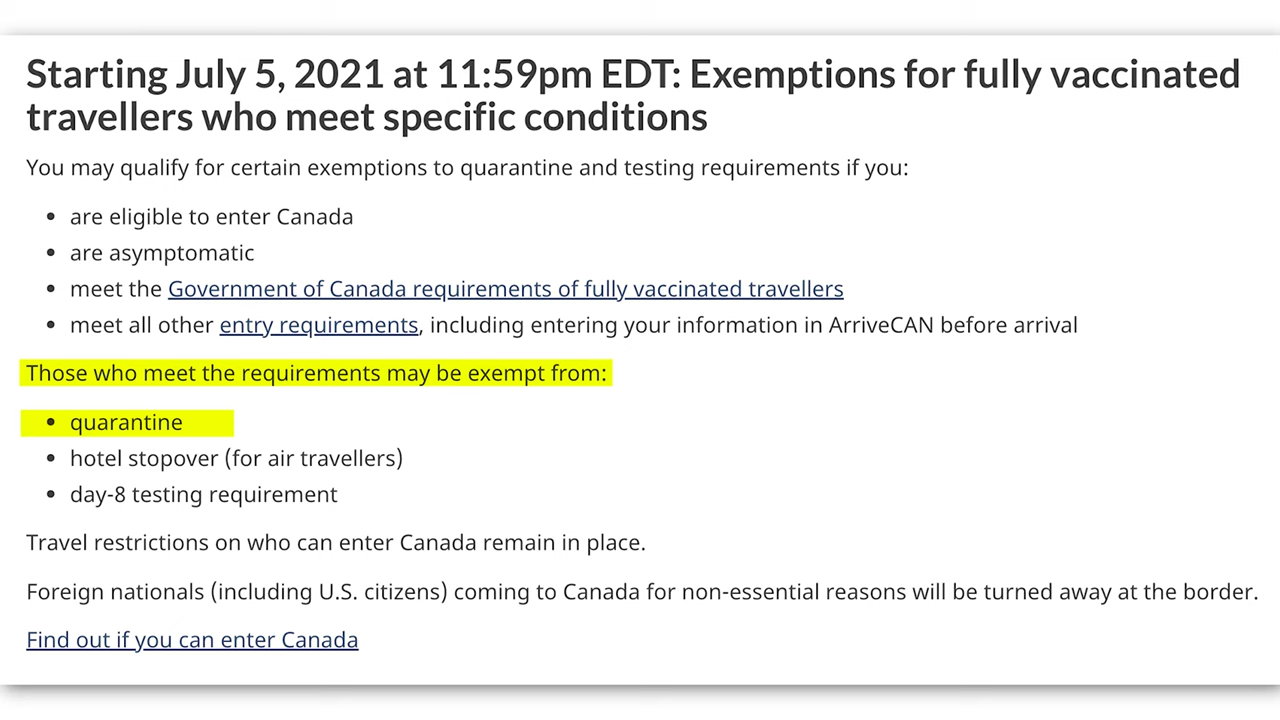 Starting July 5, 2021 at 11:59pm EDT: Exemptions for fully vaccinated
travellers who meet specific conditions
You may qualify for certain exemptions to quarantine and testing requirements if you:
• are eligible to enter Canada
• are asymptomatic
• meet the Government of Canada requirements of fully vaccinated travellers
• meet all other entry requirements, including entering your information in ArriveCAN before arrival
Those who meet the requirements may be exempt from:
• quarantine
• hotel stopover (for air travellers)
• day-8 testing requirement
Travel restrictions on who can enter Canada remain in place.
Foreign nationals (including U.S. citizens) coming to Canada for non-essential reasons will be turned away at the border.
Find out if you can enter Canada